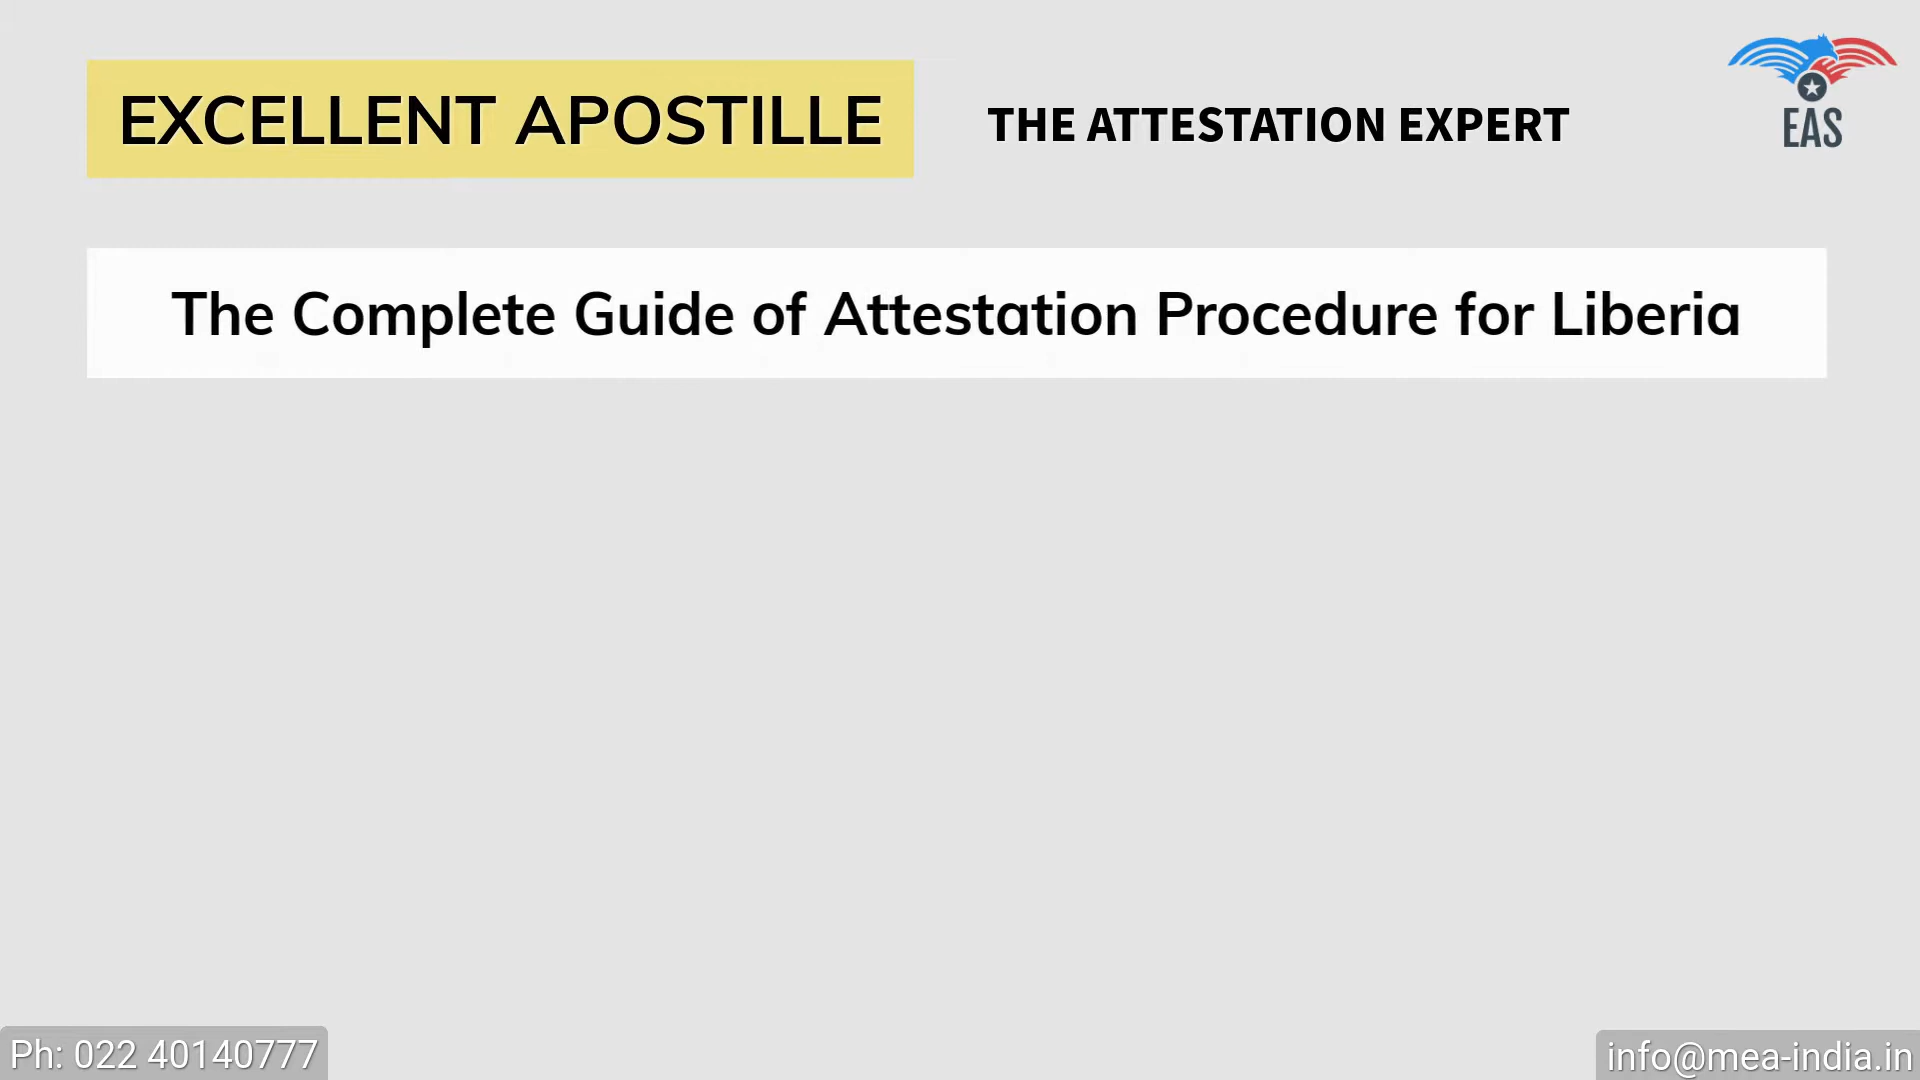 EXCELLENT APOSTILLE
THE ATTESTATION EXPERT
EAS
The Complete Guide of Attestation Procedure for Liberia
Ph: 022 40140777
info@mea-india.in